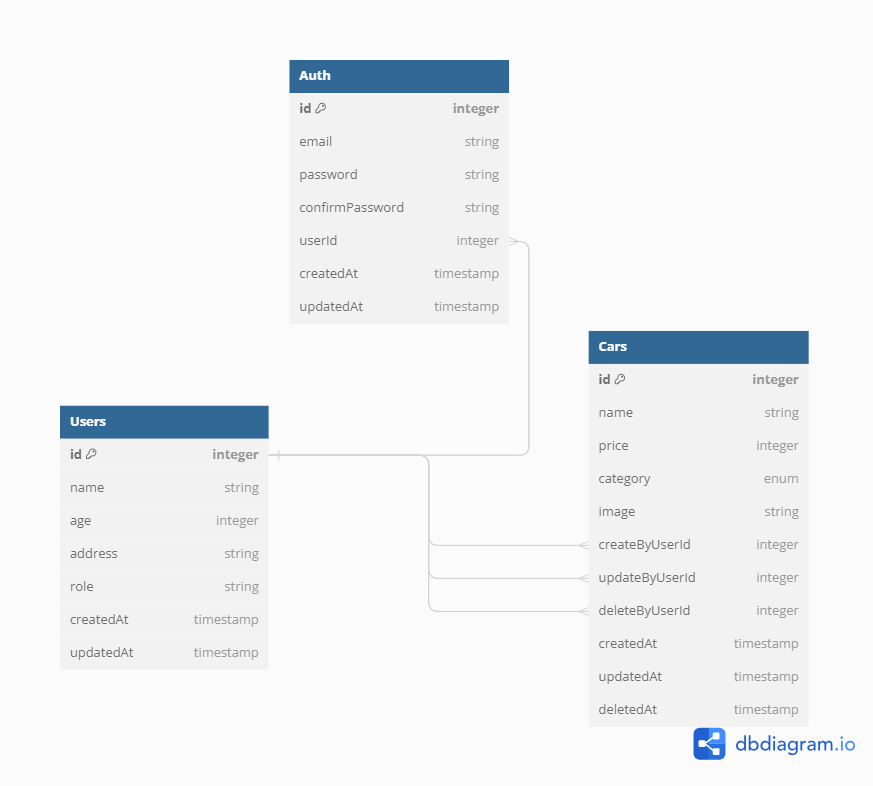 Auth
id integer
email string
password string
confirmPassword string
userId integer
createdAt timestamp
updatedAt timestamp
Users
id integer
name string
age integer
address string
role string
createdAt timestamp
updatedAt timestamp
Cars
id integer
name string
price integer
category enum
image string
createByUserId integer
updateByUserId integer
deleteByUserId integer
createdAt timestamp
updatedAt timestamp
deletedAt timestamp
dbdiagram.io